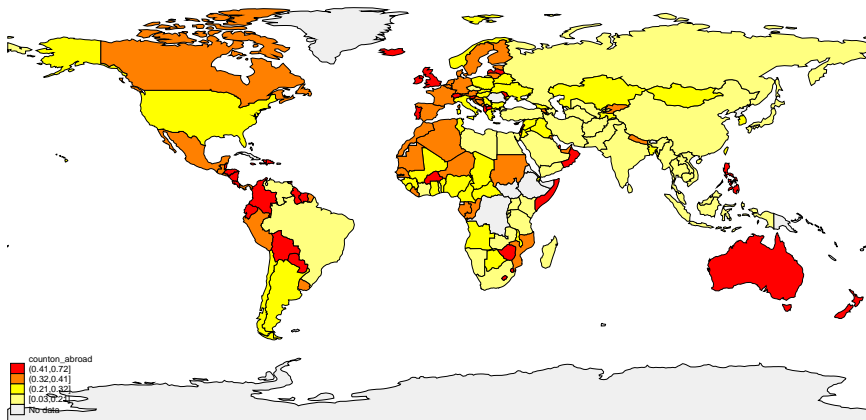 counton_abroad
(0.41,0.72]
(0.32,0.41]
(0.21,0.32]
[0.03,0.21]
No data